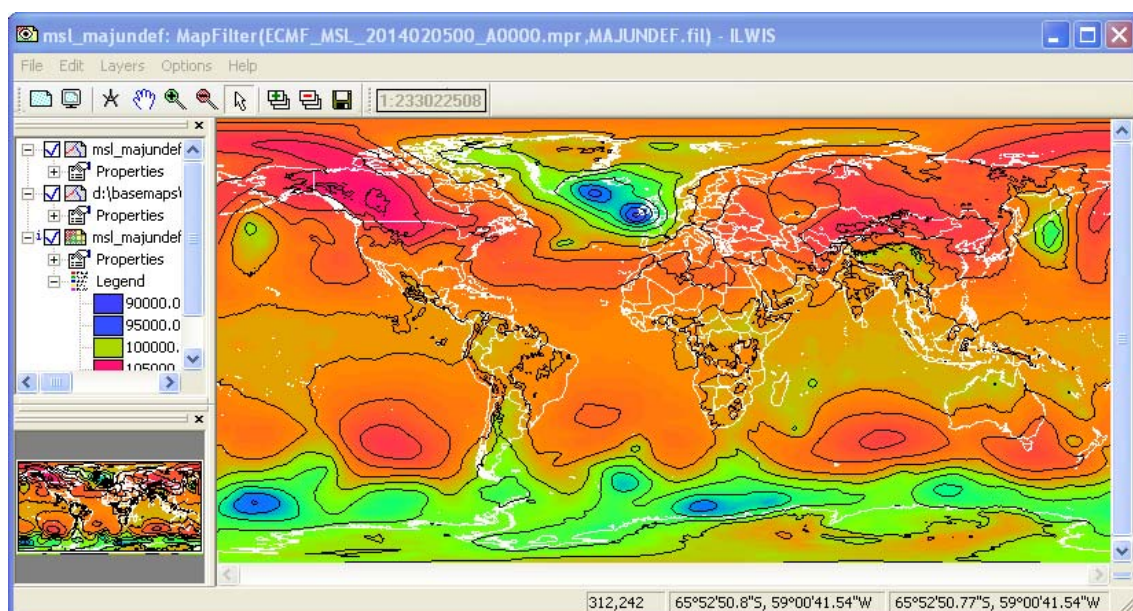 msl_majundef: MapFilter(ECMF_MSL_2014020500_A0000.mpr,MAJUNDEF.fil) - ILWIS
File Edit Layers Options Help
1:233022508
msl_majundef
Properties
d:\basemaps\
Properties
msl_majundef
Properties
Legend
90000.0
95000.0
100000.
105000
312,242 65°52'50.8"S, 59°00'41.54"W 65°52'50.77"S, 59°00'41.54"W